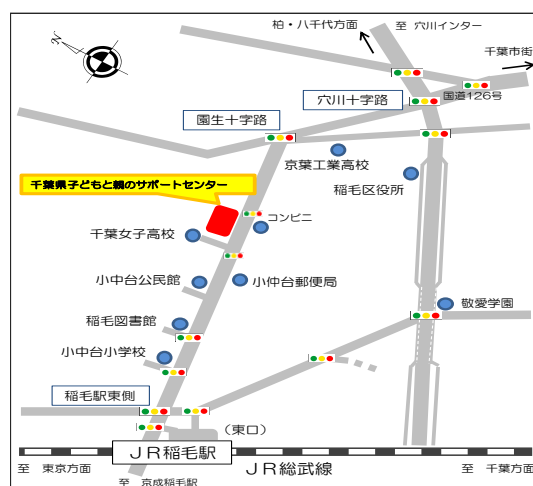 柏・八千代方面
至 穴川インター
千葉市街
N
国道126号
穴川十字路
園生十字路
京葉工業高校
稲毛区役所
千葉県子どもと親のサポートセンター
コンビニ
千葉女子高校
小中台公民館
小仲台郵便局
敬愛学園
稲毛図書館
小中台小学校
稲毛駅東側
(東口)
JR稲毛駅
JR総武線
至 東京方面
至 千葉方面
至 京成稲毛駅